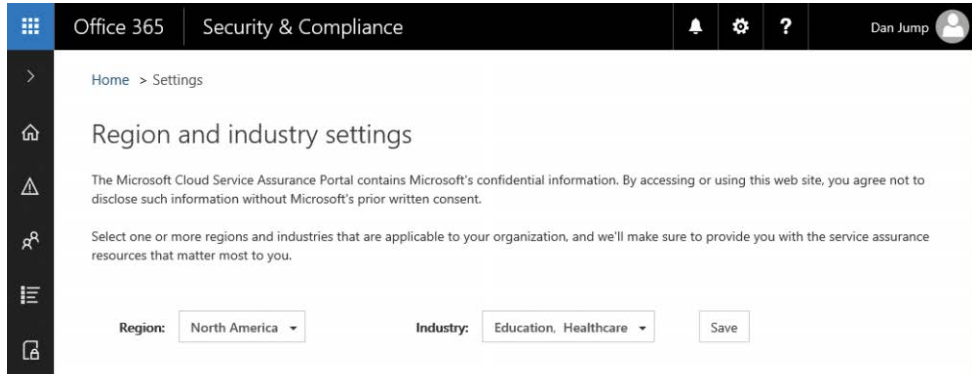 Office 365 Security & Compliance ? Dan Jump
Home > Settings
Region and industry settings
The Microsoft Cloud Service Assurance Portal contains Microsoft's confidential information. By accessing or using this web site, you agree not to
disclose such information without Microsoft's prior written consent.
Select one or more regions and industries that are applicable to your organization, and we'll make sure to provide you with the service assurance
resources that matter most to you.
Region: North America Industry: Education, Healthcare Save